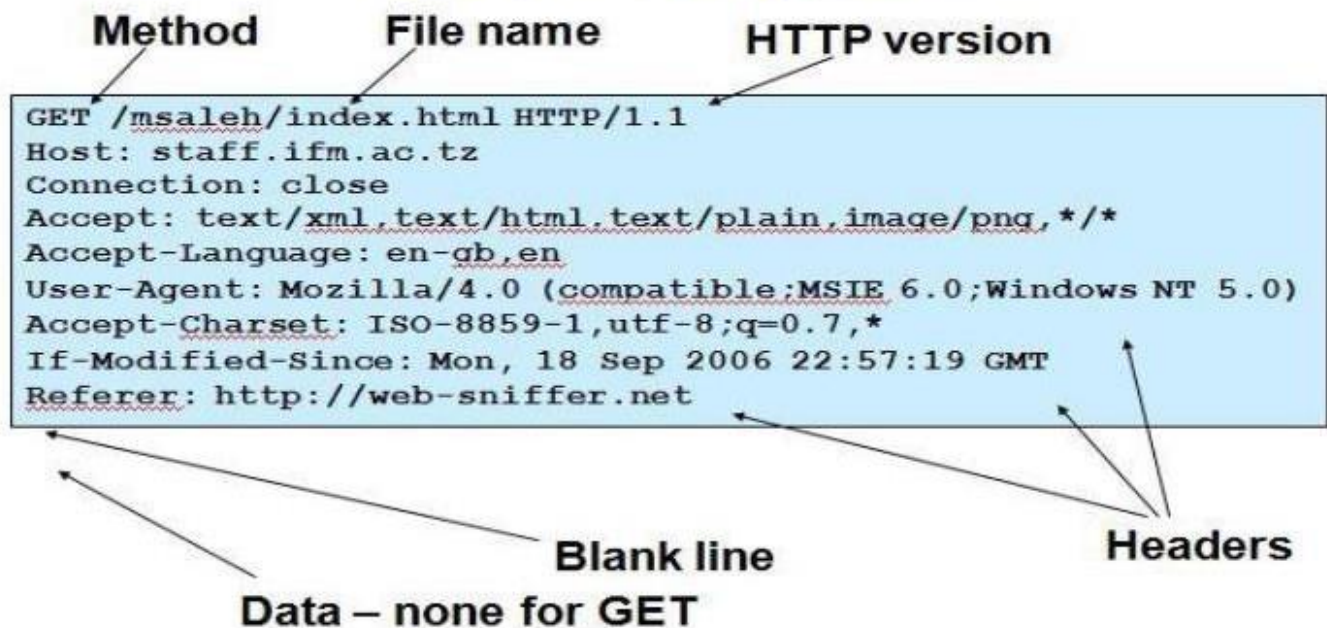 Method File name HTTP version
GET /msaleh/index.html HTTP/1.1
Host: staff.ifm.ac.tz
Connection: close
Accept: text/xml,text/html.text/plain,image/png,*/*
Accept-Language: en-gb,en
User-Agent: Mozilla/4.0 (compatible;MSIE 6.0;Windows NT 5.0)
Accept-Charset: ISO-8859-1,utf-8;q=0.7,*
If-Modified-Since: Mon, 18 Sep 2006 22:57:19 GMT
Referer: http://web-sniffer.net
Blank line
Headers
Data – none for GET